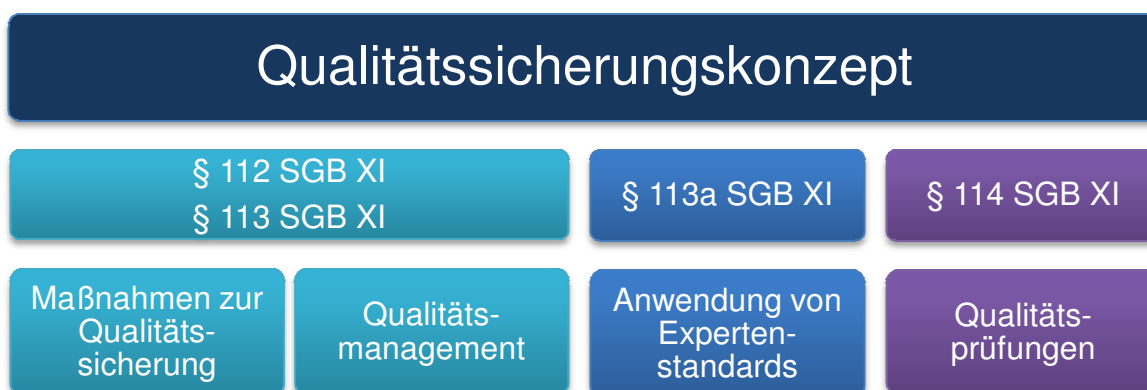 Qualitätssicherungskonzept
§ 112 SGB XI
§ 113 SGB XI
§ 113a SGB XI
§ 114 SGB XI
Maßnahmen zur
Qualitäts-
sicherung
Qualitäts-
management
Anwendung von
Experten-
standards
Qualitäts-
prüfungen